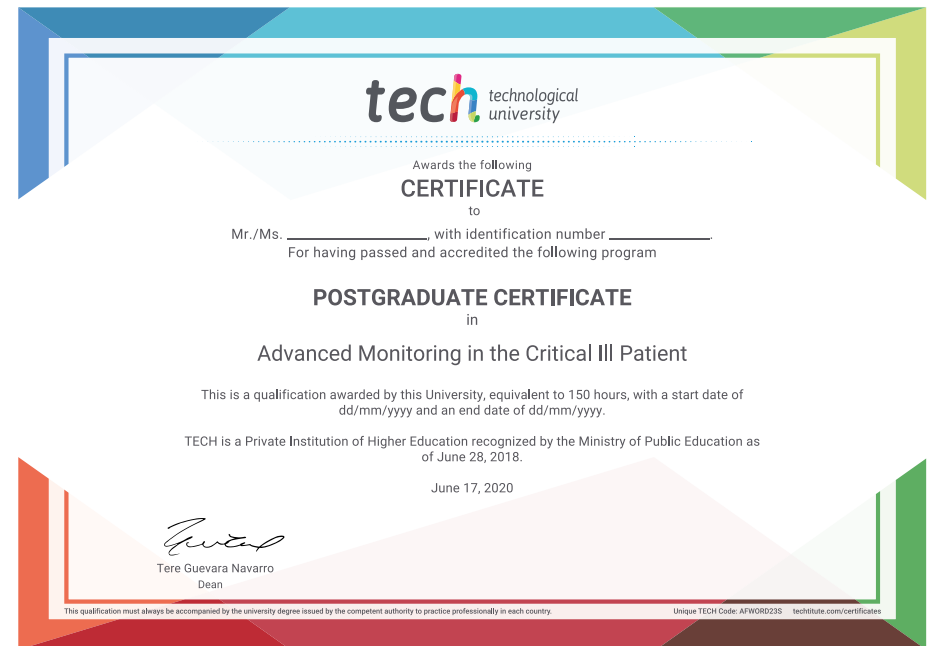 tech technological
university
Awards the following
CERTIFICATE
to
Mr./Ms. ____________________, with identification number ______________.
For having passed and accredited the following program
POSTGRADUATE CERTIFICATE
in
Advanced Monitoring in the Critical Ill Patient
This is a qualification awarded by this University, equivalent to 150 hours, with a start date of
dd/mm/yyyy and an end date of dd/mm/yyyy.
TECH is a Private Institution of Higher Education recognized by the Ministry of Public Education as
of June 28, 2018.
June 17, 2020
Tere Guevara Navarro
Dean
This qualification must always be accompanied by the university degree issued by the competent authority to practice professionally in each country. Unique TECH Code: AFWORD23S techtitute.com/certificates